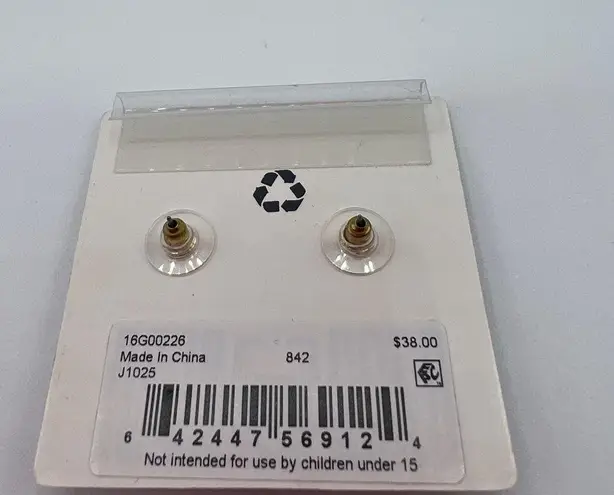 16G00226 $38.00
Made In China 842
J1025
6 42447 56912 4
Not intended for use by children under 15